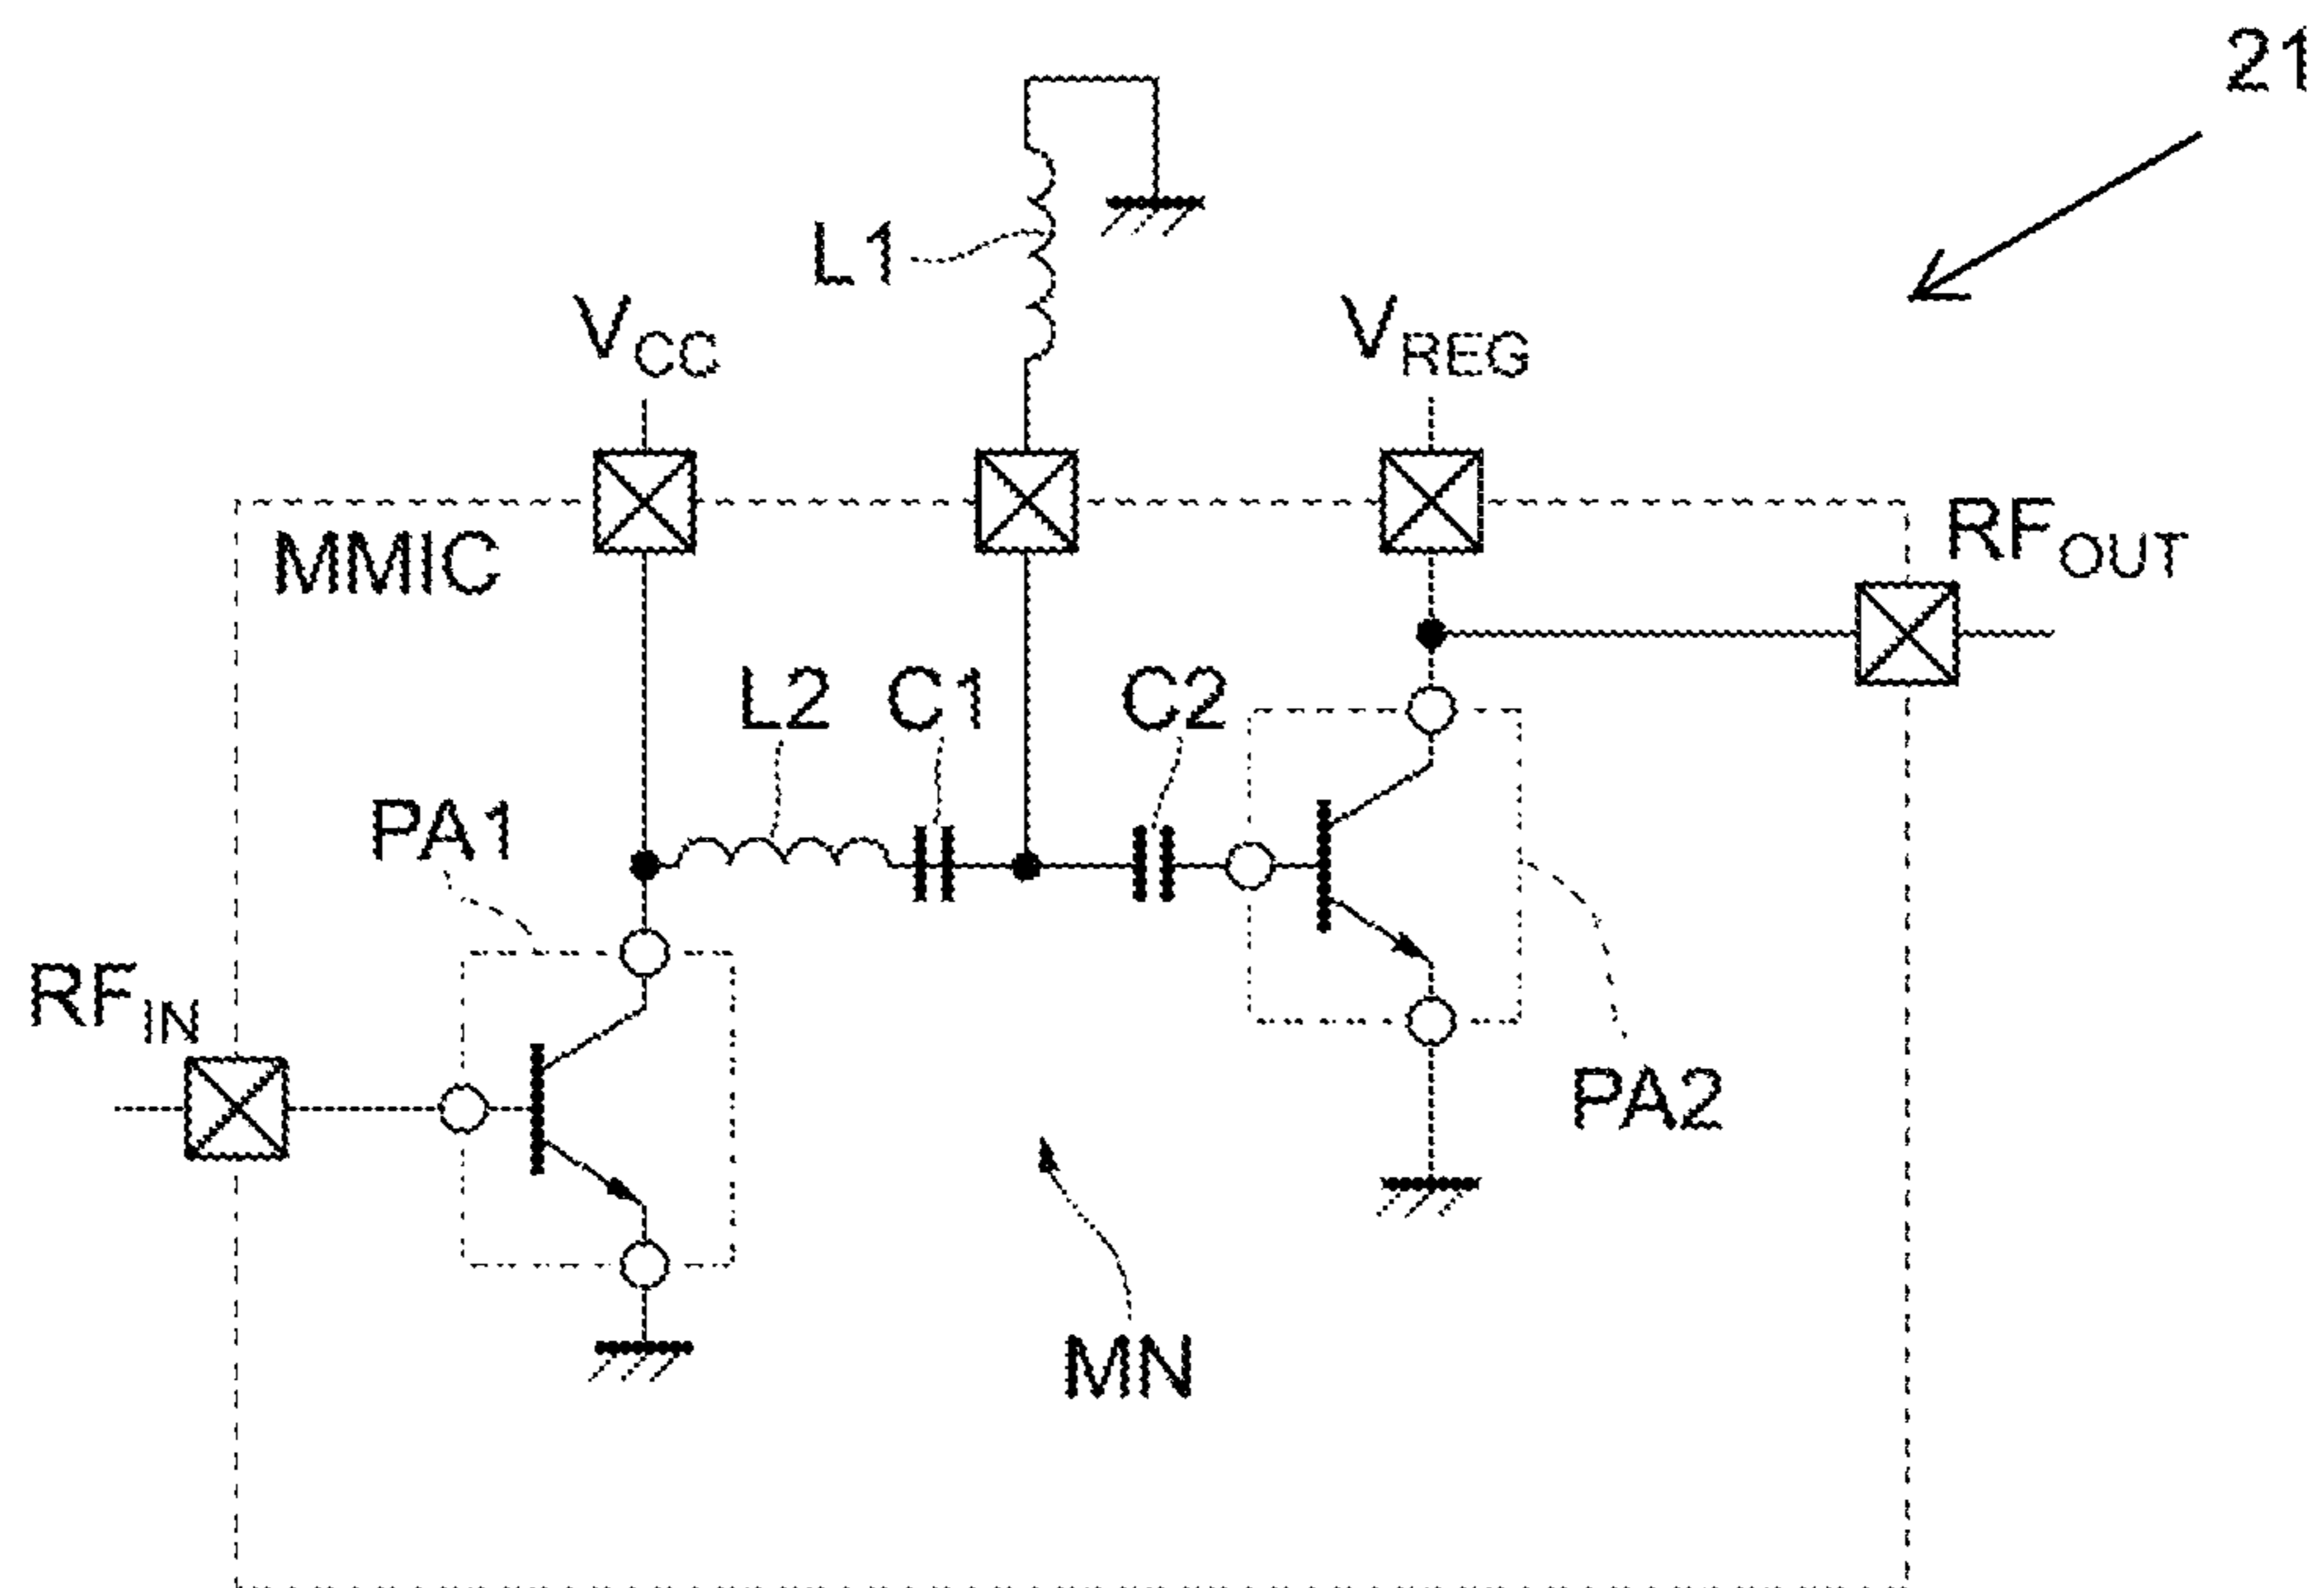 21
L1
VCC
VREG
MMIC
RFOUT
L2
C1
C2
PA1
RFIN
PA2
MN